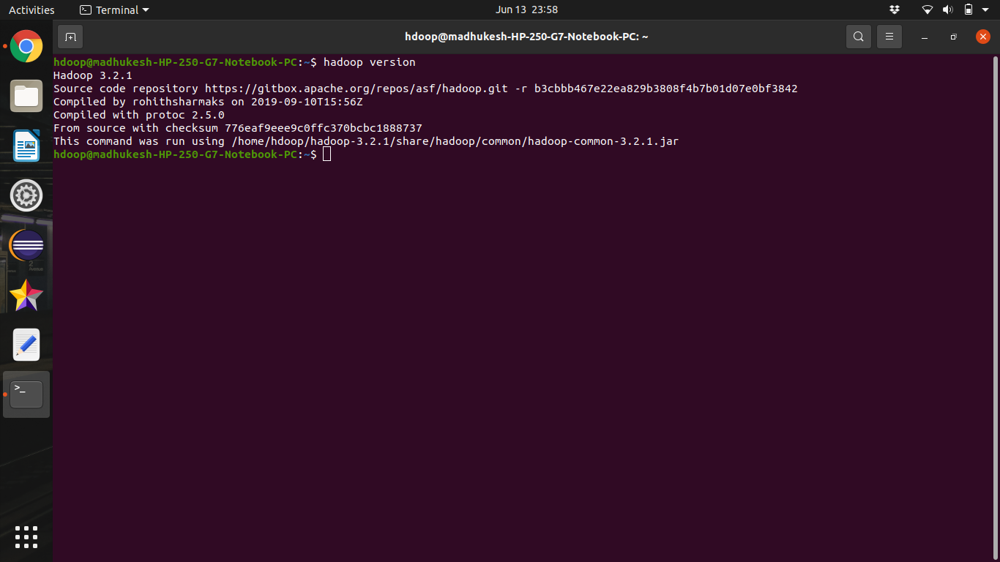 Activities Terminal Jun 13 23:58
hdoop@madhukesh-HP-250-G7-Notebook-PC: ~
hdoop@madhukesh-HP-250-G7-Notebook-PC:~$ hadoop version
Hadoop 3.2.1
Source code repository https://gitbox.apache.org/repos/asf/hadoop.git -r b3cbbb467e22ea829b3808f4b7b01d07e0bf3842
Compiled by rohithsharmaks on 2019-09-10T15:56Z
Compiled with protoc 2.5.0
From source with checksum 776eaf9eee9c0ffc370bcbc1888737
This command was run using /home/hdoop/hadoop-3.2.1/share/hadoop/common/hadoop-common-3.2.1.jar
hdoop@madhukesh-HP-250-G7-Notebook-PC:~$